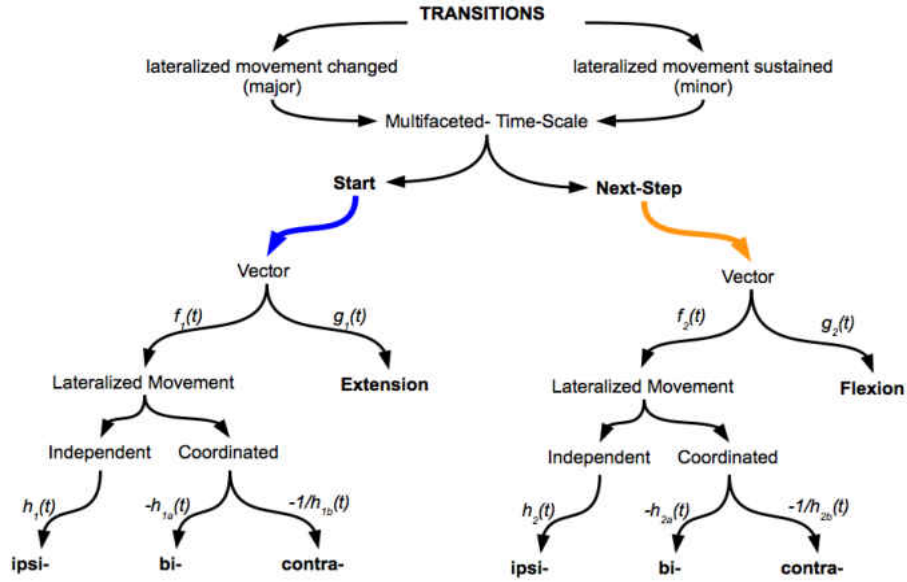 TRANSITIONS
lateralized movement changed
(major)
lateralized movement sustained
(minor)
Multifaceted- Time-Scale
Start
Next-Step
Vector
Vector
f₁(t)
g₁(t)
f₂(t)
g₂(t)
Lateralized Movement
Extension
Lateralized Movement
Flexion
Independent
Coordinated
Independent
Coordinated
h₁(t)
-h₁ₐ(t)
-1/h_1b(t)
h₂(t)
-h₂ₐ(t)
-1/h_2b(t)
ipsi-
bi-
contra-
ipsi-
bi-
contra-